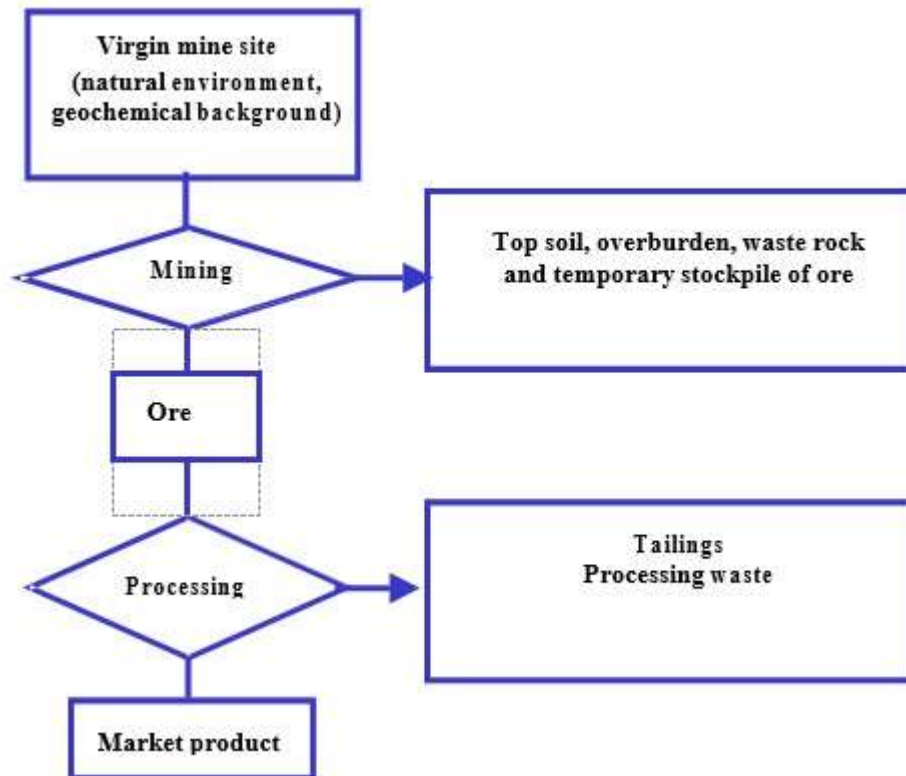 Virgin mine site
(natural environment,
geochemical background)
Mining
Top soil, overburden, waste rock
and temporary stockpile of ore
Ore
Processing
Tailings
Processing waste
Market product